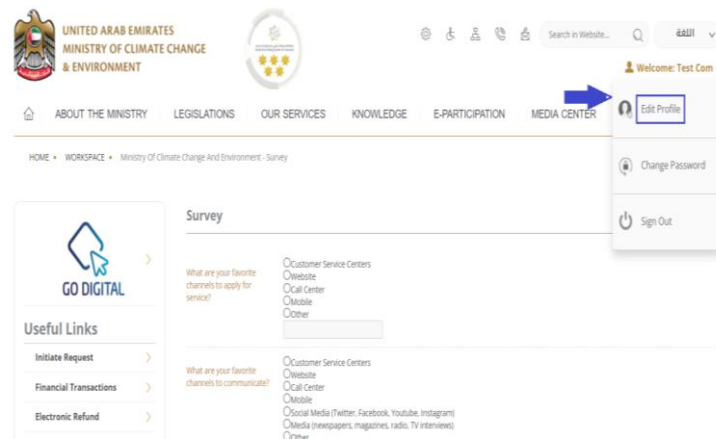 UNITED ARAB EMIRATES
MINISTRY OF CLIMATE CHANGE
& ENVIRONMENT
Search in Website...
اللغة
Welcome: Test Com
ABOUT THE MINISTRY
LEGISLATIONS
OUR SERVICES
KNOWLEDGE
E-PARTICIPATION
MEDIA CENTER
Edit Profile
Change Password
Sign Out
HOME • WORKSPACE • Ministry Of Climate Change And Environment - Survey
GO DIGITAL
Useful Links
Initiate Request
Financial Transactions
Electronic Refund
Survey
What are your favorite
channels to apply for
service?
Customer Service Centers
Website
Call Center
Mobile
Other
What are your favorite
channels to communicate?
Customer Service Centers
Website
Call Center
Mobile
Social Media (Twitter, Facebook, Youtube, Instagram)
Media (newspapers, magazines, radio, TV interviews)
Other